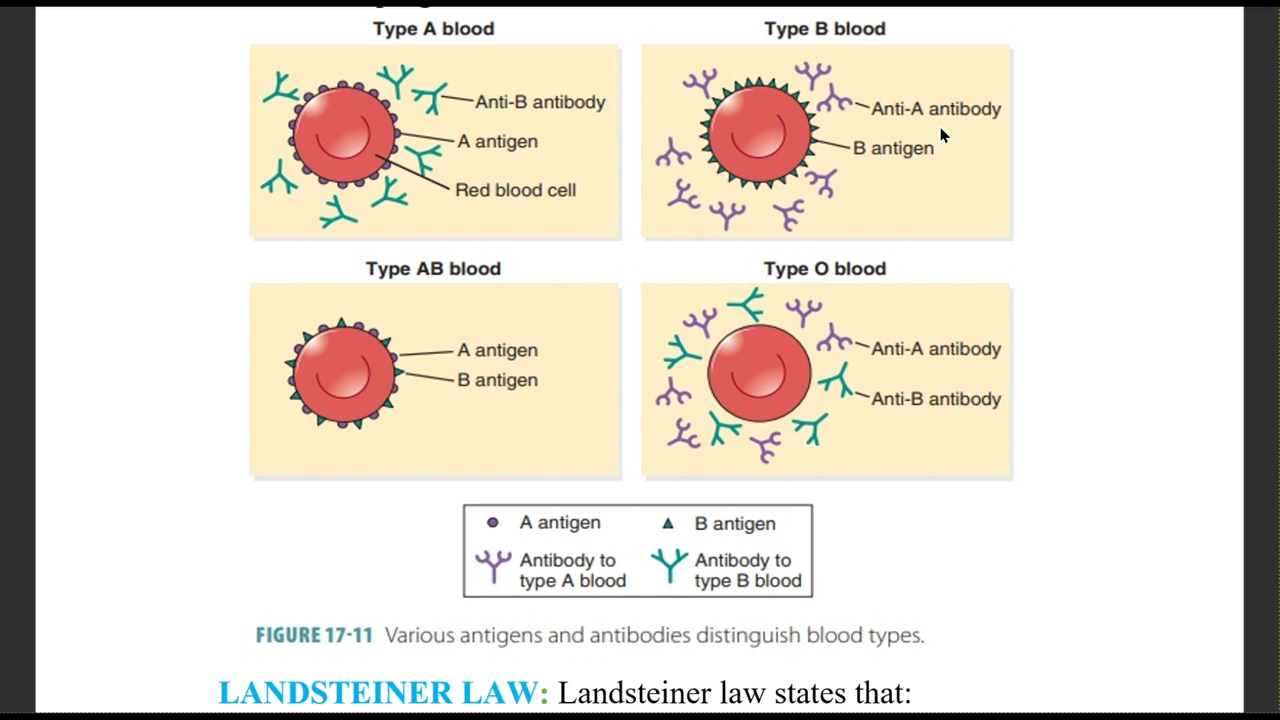 Type A blood
Anti-B antibody
A antigen
Red blood cell
Type B blood
Anti-A antibody
B antigen
Type AB blood
A antigen
B antigen
Type O blood
Anti-A antibody
Anti-B antibody
A antigen
B antigen
Antibody to
type A blood
Antibody to
type B blood
FIGURE 17-11 Various antigens and antibodies distinguish blood types.
LANDSTEINER LAW: Landsteiner law states that: